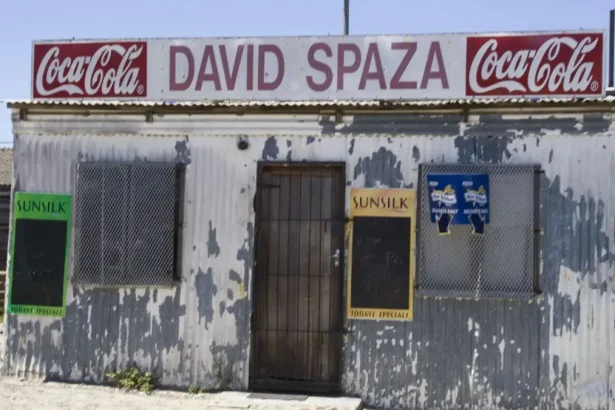 Coca-Cola ® DAVID SPAZA Coca-Cola ®
SUNSILK
TODAYS SPECIALS
SUNSILK
TODAYS SPECIALS